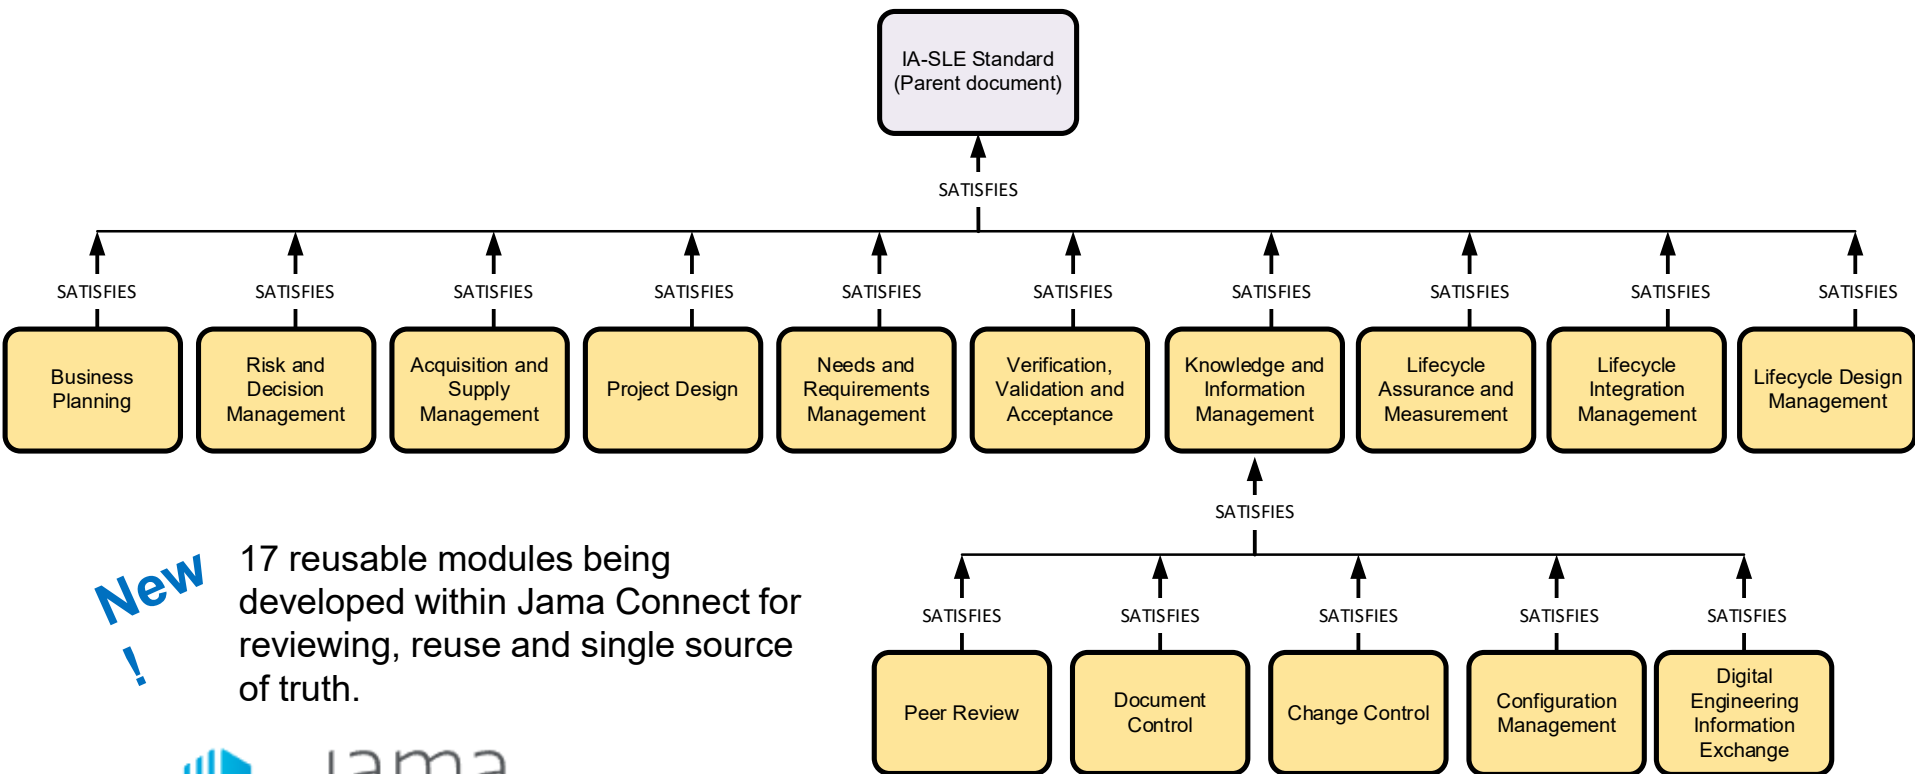 IA-SLE Standard
(Parent document)
SATISFIES
SATISFIES SATISFIES SATISFIES SATISFIES SATISFIES SATISFIES SATISFIES SATISFIES SATISFIES SATISFIES
Business
Planning
Risk and
Decision
Management
Acquisition and
Supply
Management
Project Design
Needs and
Requirements
Management
Verification,
Validation and
Acceptance
Knowledge and
Information
Management
Lifecycle
Assurance and
Measurement
Lifecycle
Integration
Management
Lifecycle Design
Management
SATISFIES
New
!
17 reusable modules being
developed within Jama Connect for
reviewing, reuse and single source
of truth.
SATISFIES SATISFIES SATISFIES SATISFIES SATISFIES
Peer Review
Document
Control
Change Control
Configuration
Management
Digital
Engineering
Information
Exchange
jama